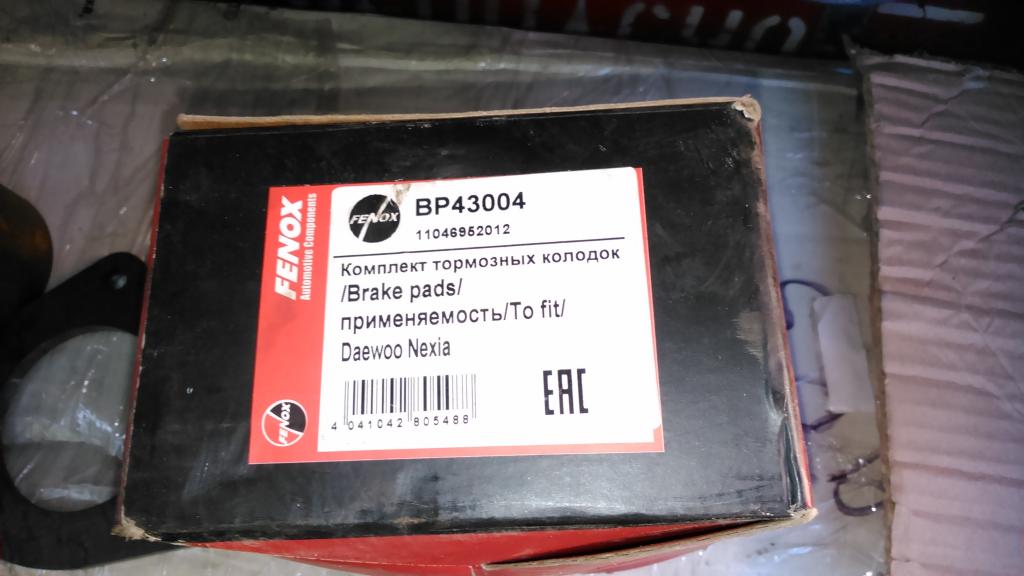 FENOX
Automotive Components
FENOX
BP43004
11046952012
Комплект тормозных колодок
/Brake pads/
применяемость/To fit/
Daewoo Nexia
4 041042 805488
EAC
FENOX